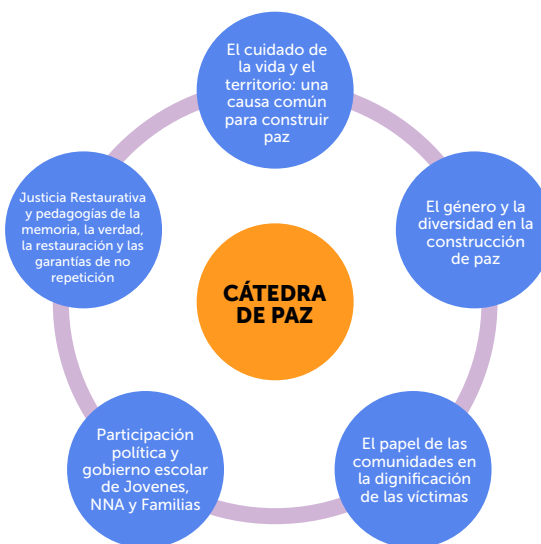 El cuidado de
la vida y el
territorio: una
causa común
para construir
paz
El género y la
diversidad en la
construcción
de paz
El papel de las
comunidades en
la dignificación
de las víctimas
Participación
política y
gobierno escolar
de Jovenes,
NNA y Familias
Justicia Restaurativa
y pedagogías de la
memoria, la verdad,
la restauración y las
garantías de no
repetición
CÁTEDRA
DE PAZ